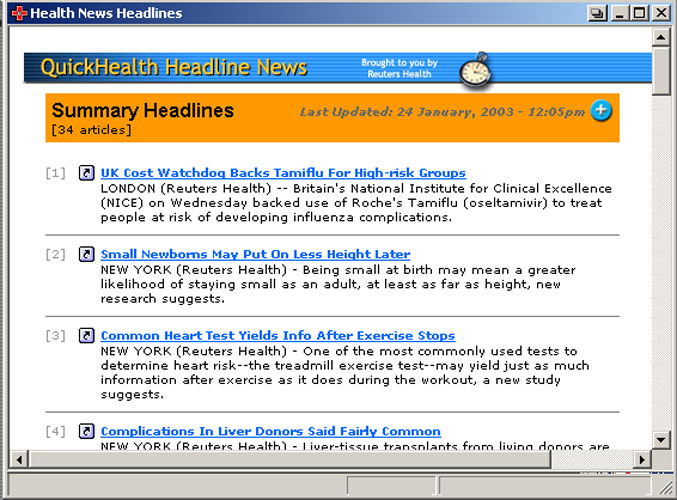 Health News Headlines
QuickHealth Headline News
Brought to you by
Reuters Health
Summary Headlines
Last Updated: 24 January, 2003 - 12:05pm
[34 articles]
[1] UK Cost Watchdog Backs Tamiflu For High-risk Groups
LONDON (Reuters Health) -- Britain's National Institute for Clinical Excellence
(NICE) on Wednesday backed use of Roche's Tamiflu (oseltamivir) to treat
people at risk of developing influenza complications.
[2] Small Newborns May Put On Less Height Later
NEW YORK (Reuters Health) - Being small at birth may mean a greater
likelihood of staying small as an adult, at least as far as height, new
research suggests.
[3] Common Heart Test Yields Info After Exercise Stops
NEW YORK (Reuters Health) - One of the most commonly used tests to
determine heart risk--the treadmill exercise test--may yield just as much
information after exercise as it does during the workout, a new study
suggests.
[4] Complications In Liver Donors Said Fairly Common
NEW YORK (Reuters Health) - Liver-tissue transplants from living donors are